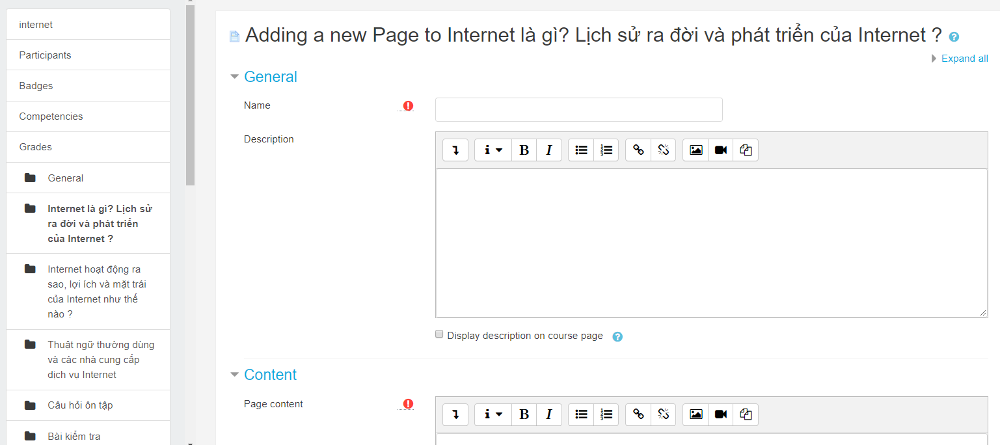 internet
Participants
Badges
Competencies
Grades
General
Internet là gì? Lịch sử
ra đời và phát triển
của Internet ?
Internet hoạt động ra
sao, lợi ích và mặt trái
của Internet như thế
nào ?
Thuật ngữ thường dùng
và các nhà cung cấp
dịch vụ Internet
Câu hỏi ôn tập
Bài kiểm tra
Adding a new Page to Internet là gì? Lịch sử ra đời và phát triển của Internet ?
Expand all
General
Name
Description
Display description on course page
Content
Page content